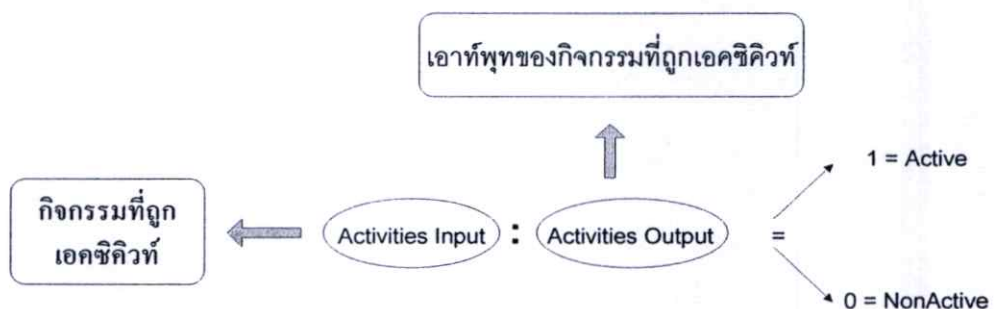 เอาท์พุทของกิจกรรมที่ถูกเอคซิคิวท์
1 = Active
กิจกรรมที่ถูก
เอคซิคิวท์
Activities Input : Activities Output =
0 = NonActive